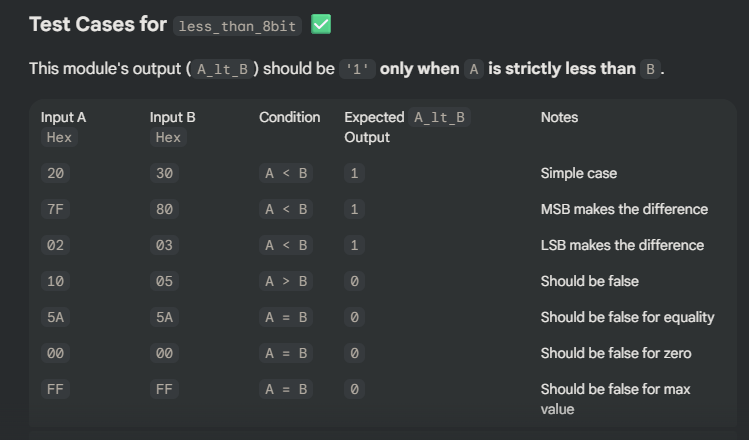 Test Cases for less_than_8bit ✅
This module's output ( A_lt_B ) should be '1' only when A is strictly less than B .
Input A Hex Input B Hex Condition Expected A_lt_B Output Notes
20 30 A < B 1 Simple case
7F 80 A < B 1 MSB makes the difference
02 03 A < B 1 LSB makes the difference
10 05 A > B 0 Should be false
5A 5A A = B 0 Should be false for equality
00 00 A = B 0 Should be false for zero
FF FF A = B 0 Should be false for max
value